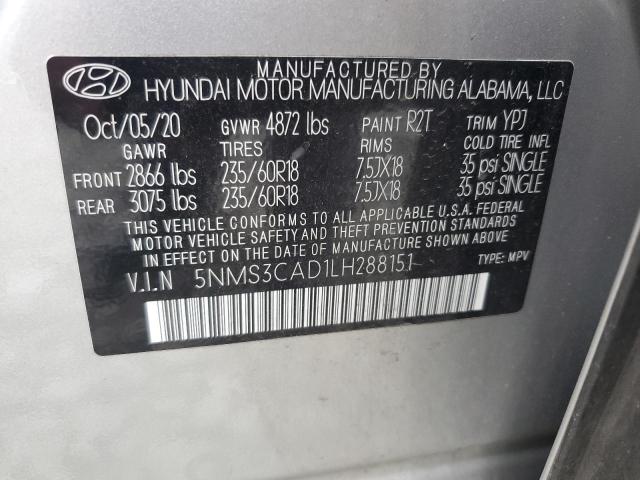 MANUFACTURED BY
HYUNDAI MOTOR MANUFACTURING ALABAMA, LLC
Oct/05/20 GVWR 4872 lbs PAINT R2T TRIM YPJ
GAWR TIRES RIMS COLD TIRE INFL
FRONT 2866 lbs 235/60R18 7.5JX18 35 psi SINGLE
REAR 3075 lbs 235/60R18 7.5JX18 35 psi SINGLE
THIS VEHICLE CONFORMS TO ALL APPLICABLE U.S.A. FEDERAL
MOTOR VEHICLE SAFETY AND THEFT PREVENTION STANDARDS
IN EFFECT ON THE DATE OF MANUFACTURE SHOWN ABOVE.
V.I.N 5NMS3CAD1LH288151 TYPE: MPV